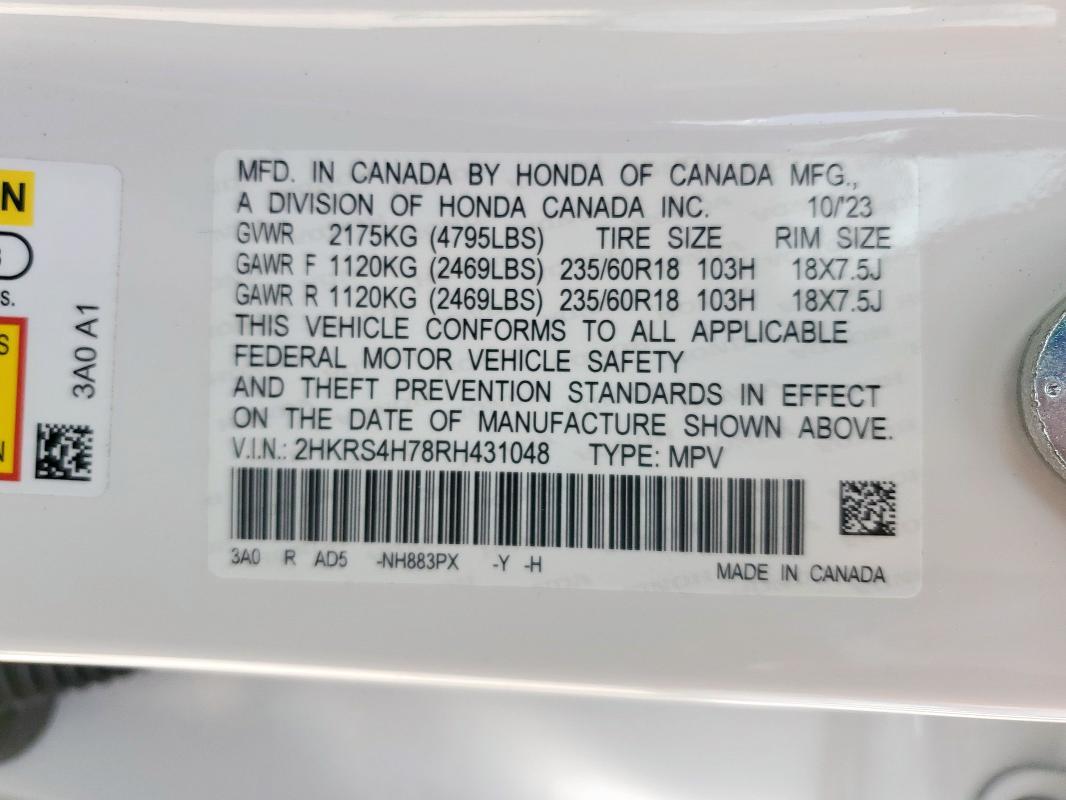 N
S.
3A0 A1
S
N
MFD. IN CANADA BY HONDA OF CANADA MFG.,
A DIVISION OF HONDA CANADA INC. 10/'23
GVWR 2175KG (4795LBS) TIRE SIZE RIM SIZE
GAWR F 1120KG (2469LBS) 235/60R18 103H 18X7.5J
GAWR R 1120KG (2469LBS) 235/60R18 103H 18X7.5J
THIS VEHICLE CONFORMS TO ALL APPLICABLE
FEDERAL MOTOR VEHICLE SAFETY
AND THEFT PREVENTION STANDARDS IN EFFECT
ON THE DATE OF MANUFACTURE SHOWN ABOVE.
V.I.N.: 2HKRS4H78RH431048 TYPE: MPV
3A0 R AD5 -NH883PX -Y -H
MADE IN CANADA